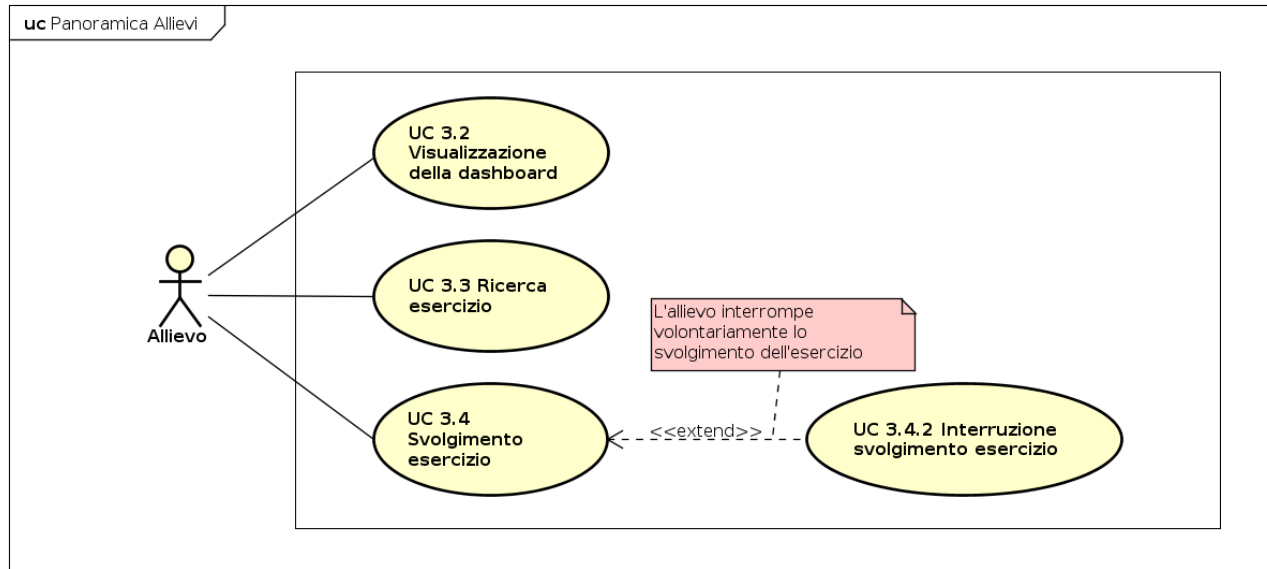 uc Panoramica Allievi
UC 3.2
Visualizzazione
della dashboard
UC 3.3 Ricerca
esercizio
L'allievo interrompe
volontariamente lo
svolgimento dell'esercizio
Allievo
UC 3.4
Svolgimento
esercizio
<<extend>>
UC 3.4.2 Interruzione
svolgimento esercizio